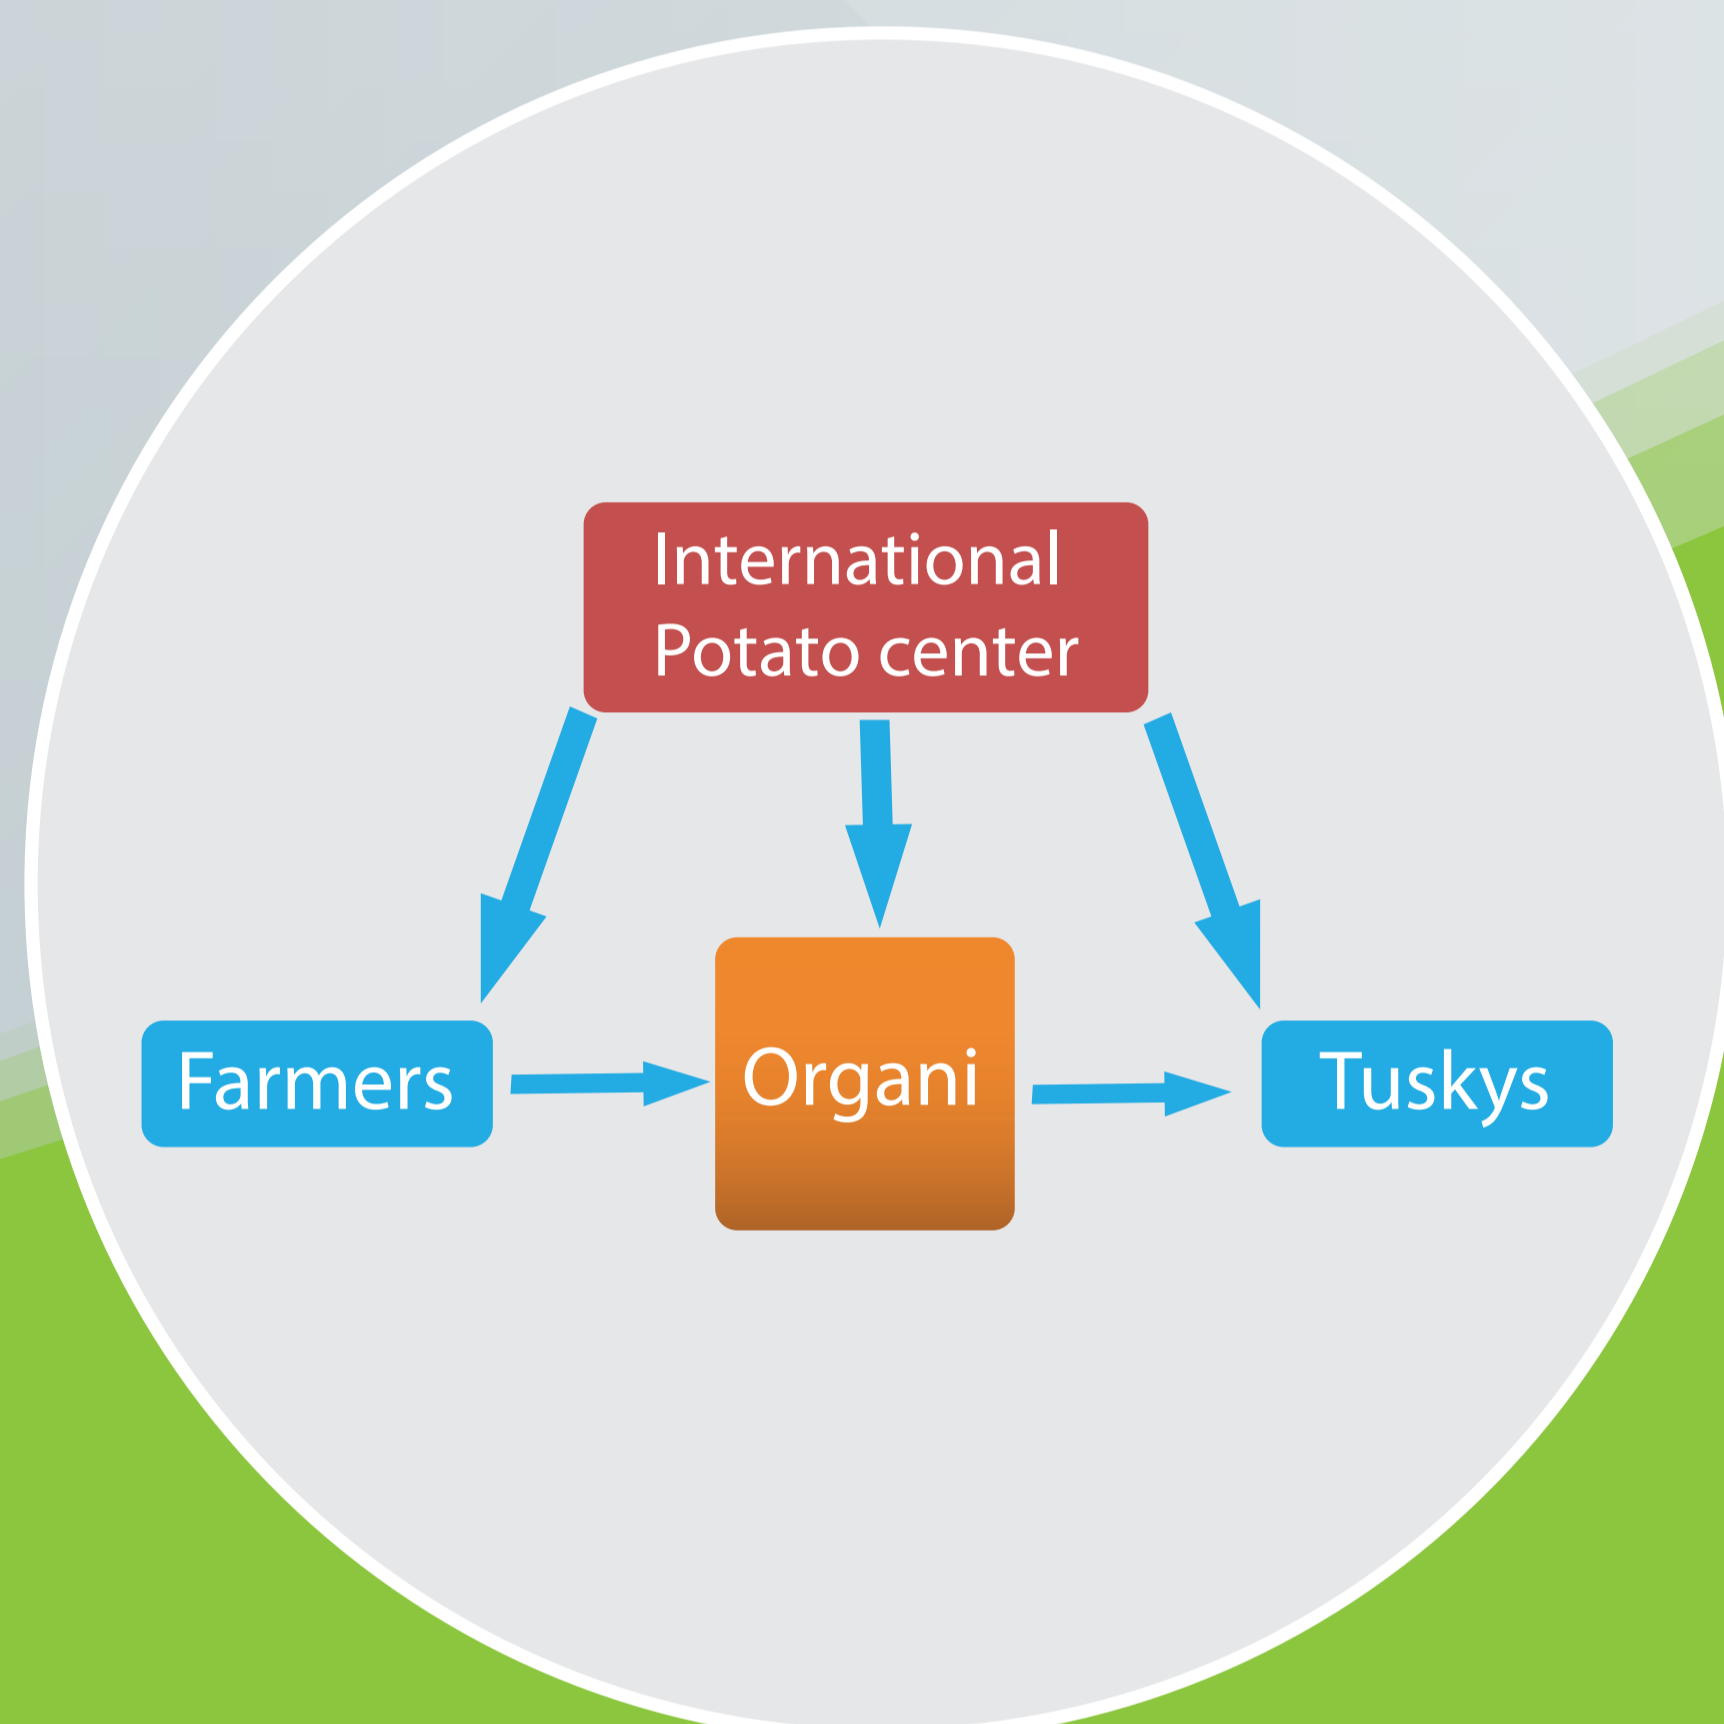 International
Potato center
Farmers
Organi
Tuskys